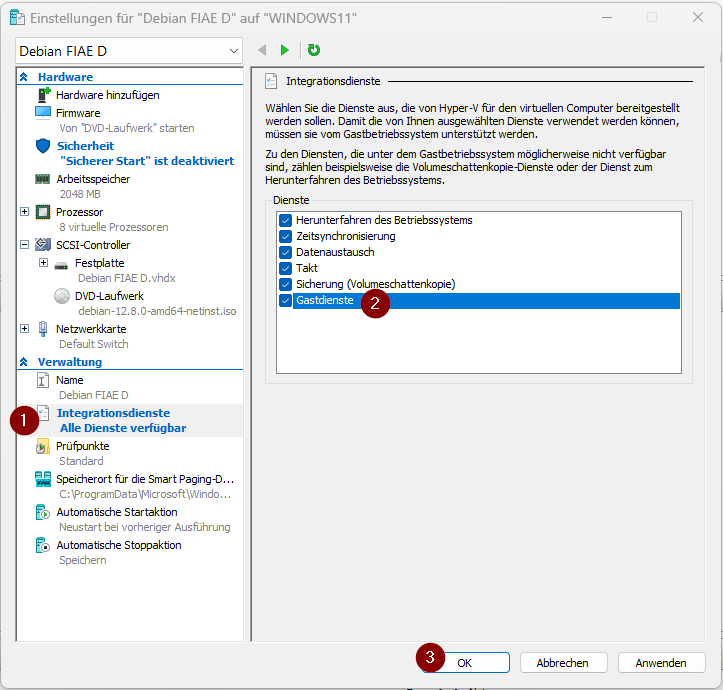 Einstellungen für "Debian FIAE D" auf "WINDOWS11"
Debian FIAE D
Hardware
Hardware hinzufügen
Firmware
Von "DVD-Laufwerk" starten
Sicherheit
"Sicherer Start" ist deaktiviert
Arbeitsspeicher
2048 MB
Prozessor
8 virtuelle Prozessoren
SCSI-Controller
Festplatte
Debian FIAE D.vhdx
DVD-Laufwerk
debian-12.8.0-amd64-netinst.iso
Netzwerkkarte
Default Switch
Verwaltung
Name
Debian FIAE D
1
Integrationsdienste
Alle Dienste verfügbar
Prüfpunkte
Standard
Speicherort für die Smart Paging-D...
C:\ProgramData\Microsoft\Windo...
Automatische Startaktion
Neustart bei vorheriger Ausführung
Automatische Stoppaktion
Speichern
Integrationsdienste
Wählen Sie die Dienste aus, die von Hyper-V für den virtuellen Computer bereitgestellt
werden sollen. Damit die von Ihnen ausgewählten Dienste verwendet werden können,
müssen sie vom Gastbetriebssystem unterstützt werden.
Zu den Diensten, die unter dem Gastbetriebssystem möglicherweise nicht verfügbar
sind, zählen beispielsweise die Volumeschattenkopie-Dienste oder der Dienst zum
Herunterfahren des Betriebssystems.
Dienste
Herunterfahren des Betriebssystems
Zeitsynchronisierung
Datenaustausch
Takt
Sicherung (Volumeschattenkopie)
Gastdienste 2
3 OK
Abbrechen
Anwenden